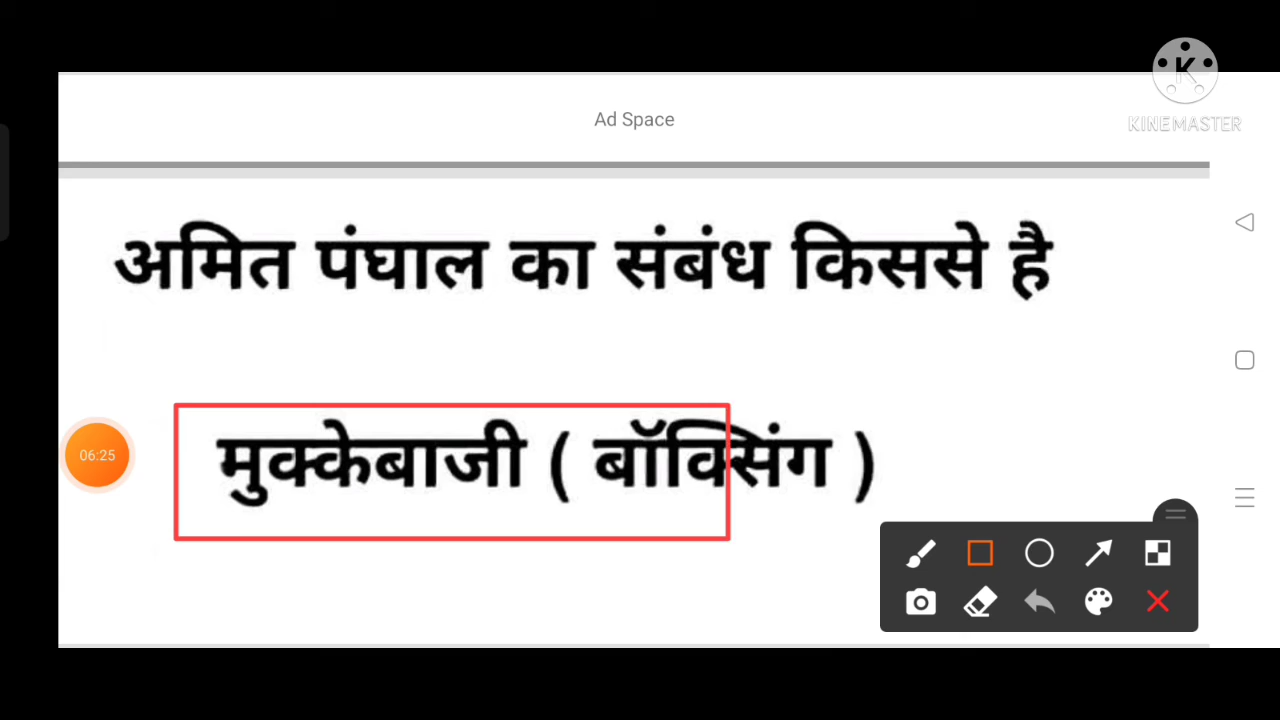 Ad Space
KINEMASTER
अमित पंघाल का संबंध किससे है
मुक्केबाजी ( बॉक्सिंग )
06:25